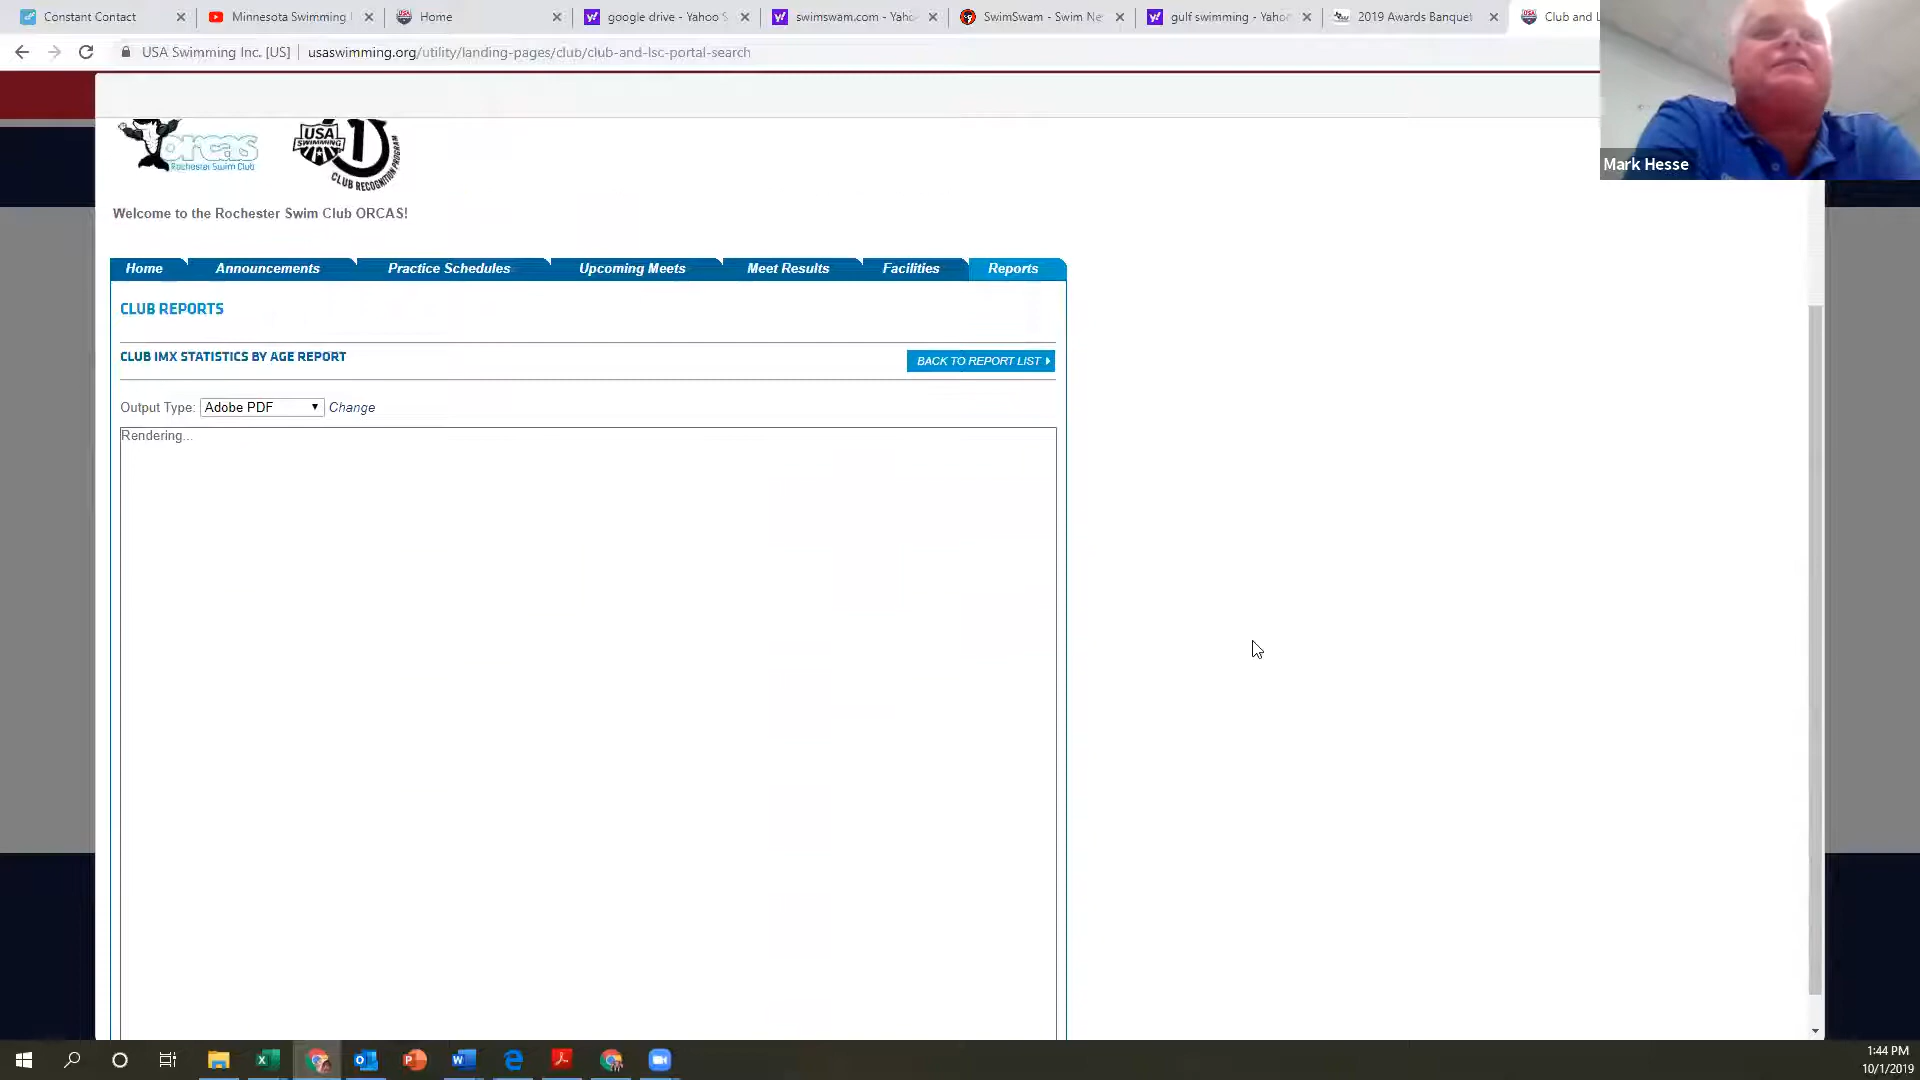 Constant Contact
Minnesota Swimming
Home
google drive - Yahoo S
swimswam.com - Yaho
SwimSwam - Swim Ne
gulf swimming - Yahoo
2019 Awards Banquet
Club and L
USA Swimming Inc. [US]
usaswimming.org/utility/landing-pages/club/club-and-lsc-portal-search
Mark Hesse
orcas
Rochester Swim Club
USA
SWIMMING
CLUB RECOGNITION PROGRAM
Welcome to the Rochester Swim Club ORCAS!
Home
Announcements
Practice Schedules
Upcoming Meets
Meet Results
Facilities
Reports
CLUB REPORTS
CLUB IMX STATISTICS BY AGE REPORT
BACK TO REPORT LIST
Output Type: Adobe PDF Change
Rendering...
1:44 PM
10/1/2019